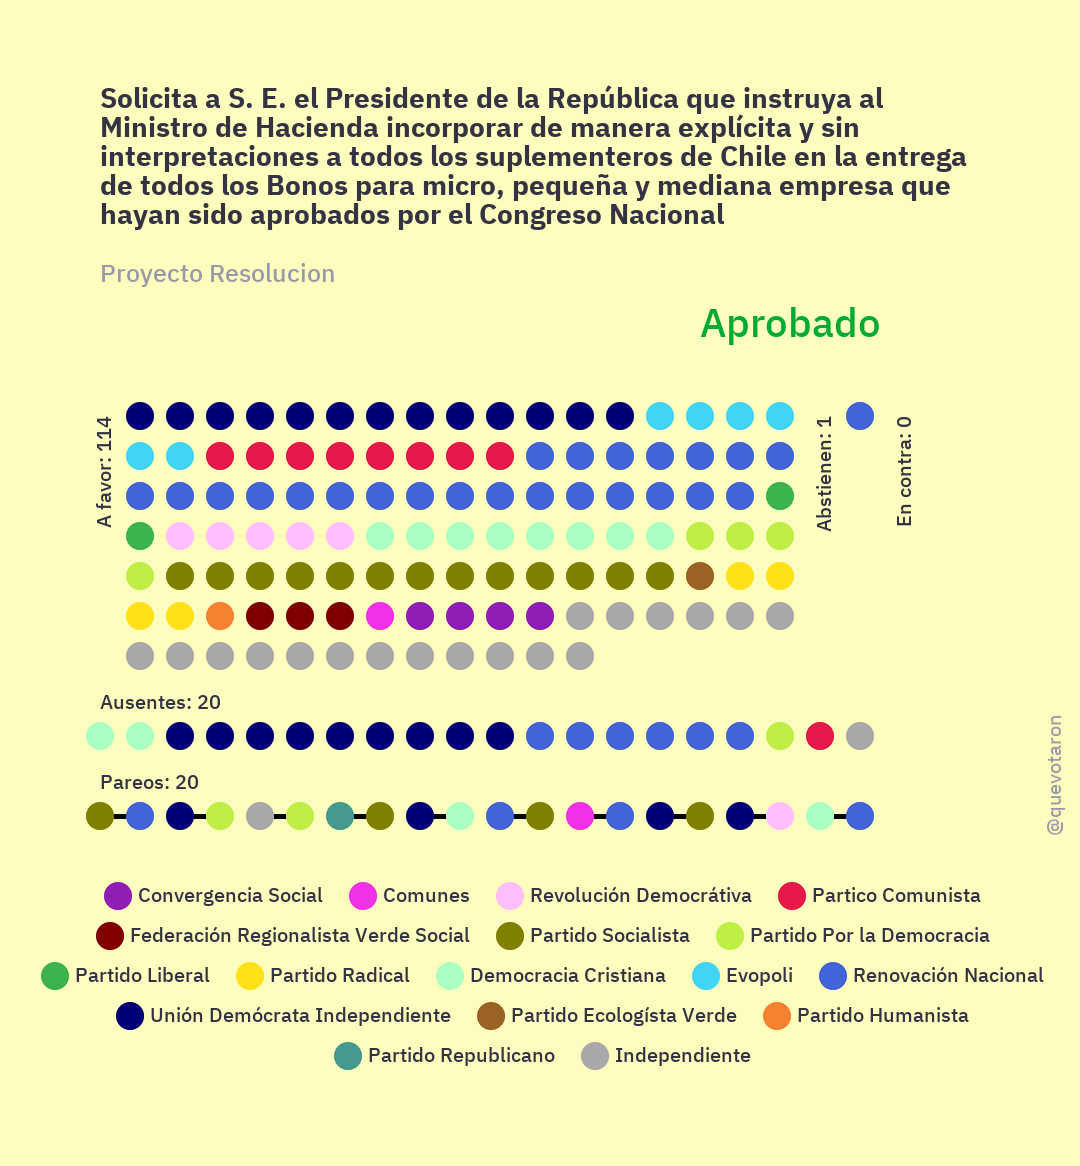 Solicita a S. E. el Presidente de la República que instruya al
Ministro de Hacienda incorporar de manera explícita y sin
interpretaciones a todos los suplementeros de Chile en la entrega
de todos los Bonos para micro, pequeña y mediana empresa que
hayan sido aprobados por el Congreso Nacional
Proyecto Resolucion
Aprobado
A favor: 114
Abstienen: 1
En contra: 0
Ausentes: 20
Pareos: 20
@quevotaron
Convergencia Social
Comunes
Revolución Democrátiva
Partico Comunista
Federación Regionalista Verde Social
Partido Socialista
Partido Por la Democracia
Partido Liberal
Partido Radical
Democracia Cristiana
Evopoli
Renovación Nacional
Unión Demócrata Independiente
Partido Ecologísta Verde
Partido Humanista
Partido Republicano
Independiente